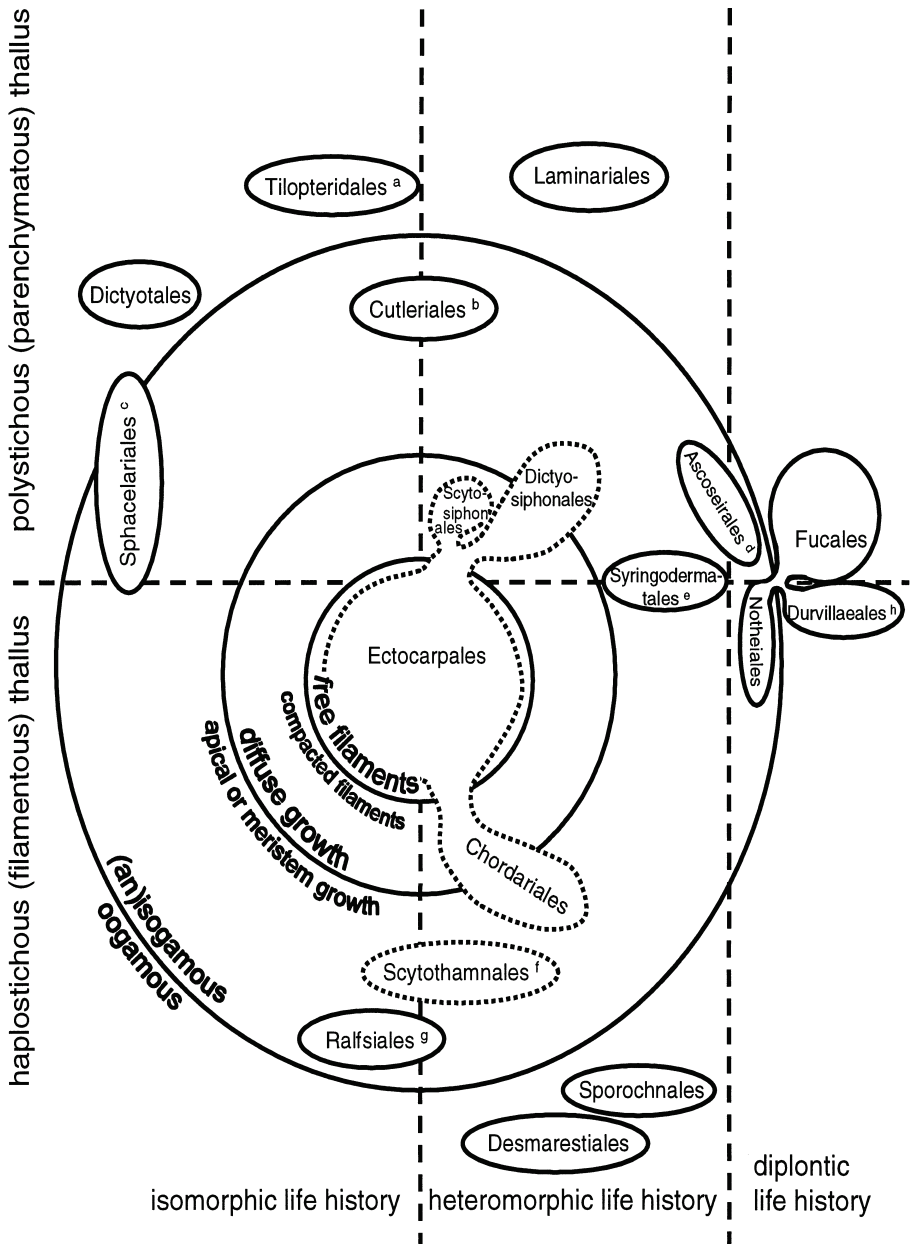 polystichous (parenchymatous) thallus
haplostichous (filamentous) thallus
Tilopteridales a
Laminariales
Dictyotales
Cutleriales b
Sphacelariales c
Scyto-
siphon
ales
Dictyo-
siphonales
Ascoseirales d
Fucales
Syringoderma-
tales e
Notheiales
Durvillaeales h
Ectocarpales
free filaments
compacted filaments
diffuse growth
apical or meristem growth
Chordariales
(an)isogamous
oogamous
Scytothamnales f
Ralfsiales g
Sporochnales
Desmarestiales
isomorphic life history
heteromorphic life history
diplontic
life history